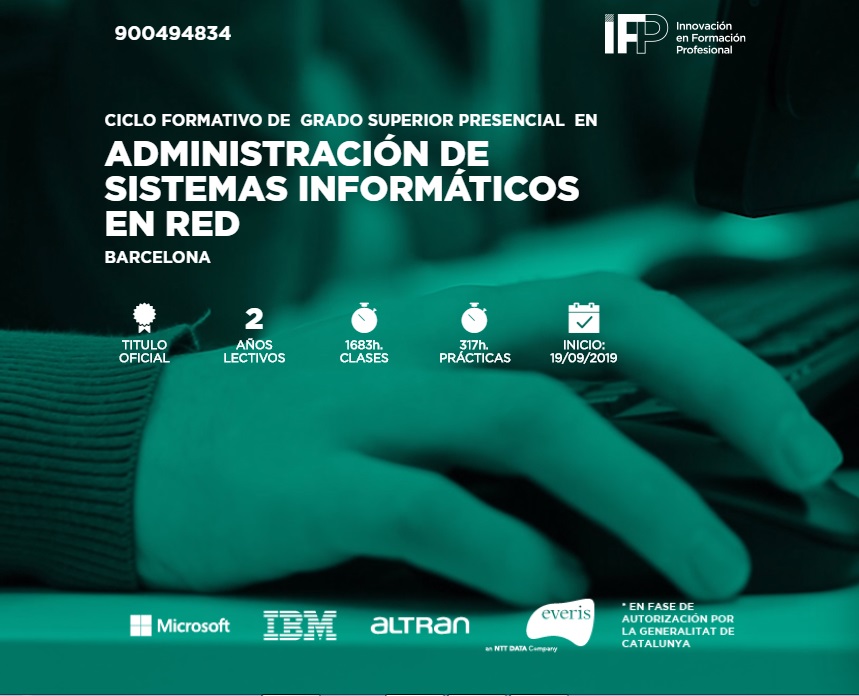 900494834
IFP
Innovación
en Formación
Profesional
CICLO FORMATIVO DE GRADO SUPERIOR PRESENCIAL EN
ADMINISTRACIÓN DE
SISTEMAS INFORMÁTICOS
EN RED
BARCELONA
TITULO
OFICIAL
2
AÑOS
LECTIVOS
1683h.
CLASES
317h.
PRÁCTICAS
INICIO:
19/09/2019
Microsoft
IBM
ALTRAN
everis
an NTT DATA Company
* EN FASE DE
AUTORIZACIÓN POR
LA GENERALITAT DE
CATALUNYA